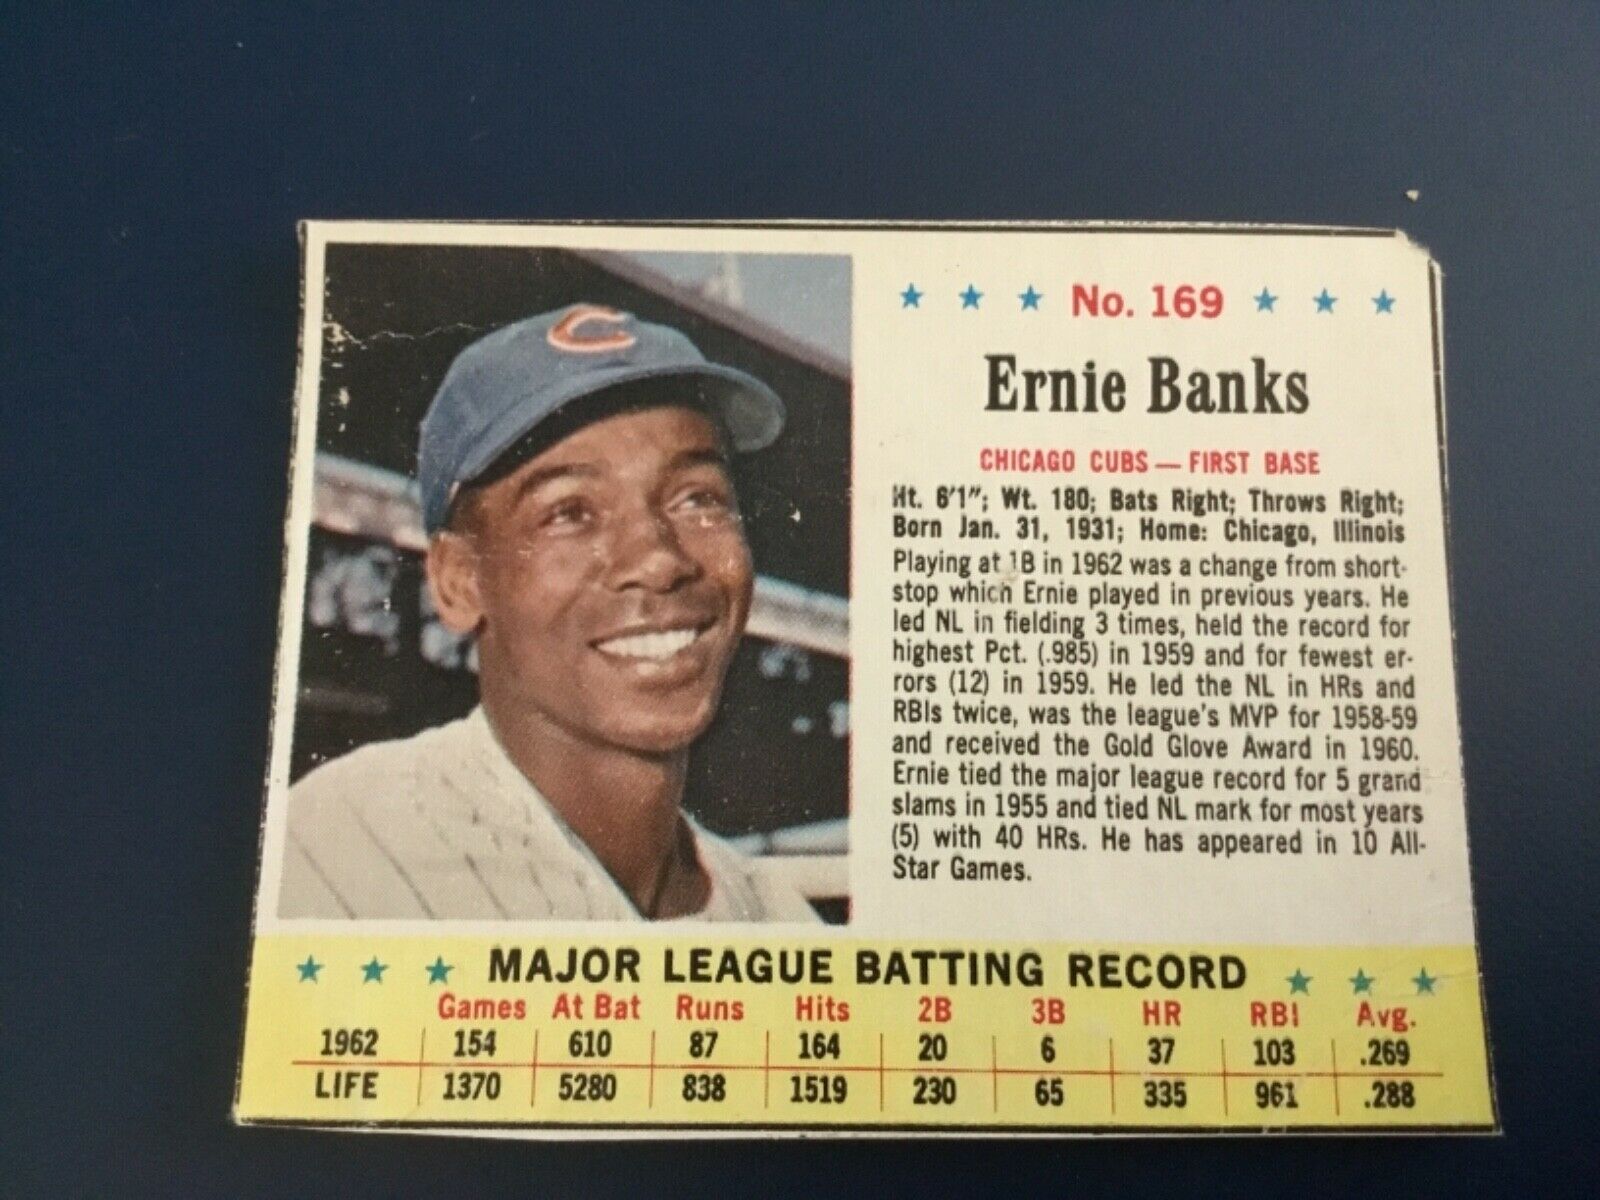 C
No. 169
Ernie Banks
CHICAGO CUBS — FIRST BASE
Ht. 6'1"; Wt. 180; Bats Right; Throws Right;
Born Jan. 31, 1931; Home: Chicago, Illinois
Playing at 1B in 1962 was a change from short-
stop which Ernie played in previous years. He
led NL in fielding 3 times, held the record for
highest Pct. (.985) in 1959 and for fewest er-
rors (12) in 1959. He led the NL in HRs and
RBIs twice, was the league's MVP for 1958-59
and received the Gold Glove Award in 1960.
Ernie tied the major league record for 5 grand
slams in 1955 and tied NL mark for most years
(5) with 40 HRs. He has appeared in 10 All-
Star Games.
MAJOR LEAGUE BATTING RECORD
Games At Bat Runs Hits 2B 3B HR RBI Avg.
1962 154 610 87 164 20 6 37 103 .269
LIFE 1370 5280 838 1519 230 65 335 961 .288